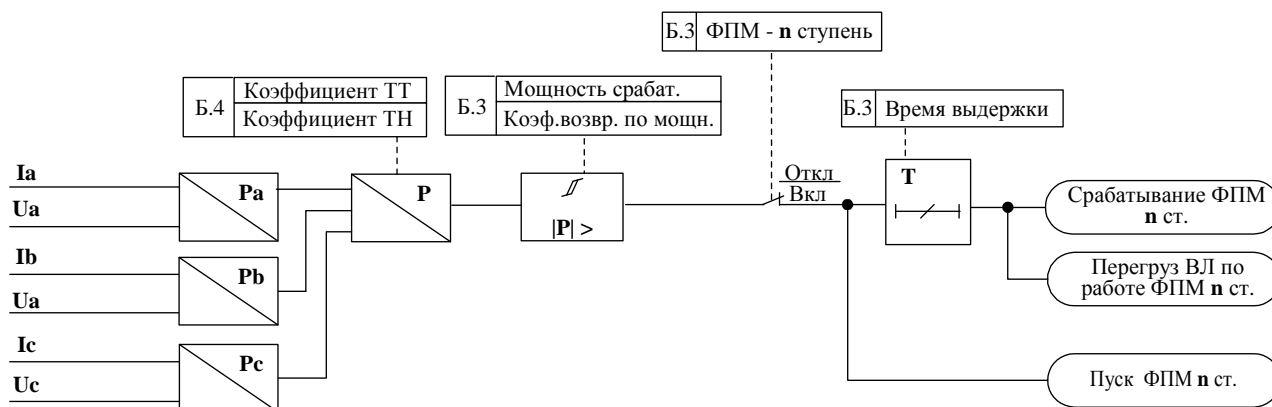 Б.3 ФПМ - n ступень
Б.4
Коэффициент ТТ
Коэффициент ТН
Б.3
Мощность срабат.
Коэф.возвр. по мощн.
Б.3 Время выдержки
Ia
Ua
Pa
P
|P| >
Откл
Вкл
T
Срабатывание ФПМ
n ст.
Ib
Ua
Pb
Перегруз ВЛ по
работе ФПМ n ст.
Ic
Uc
Pc
Пуск ФПМ n ст.